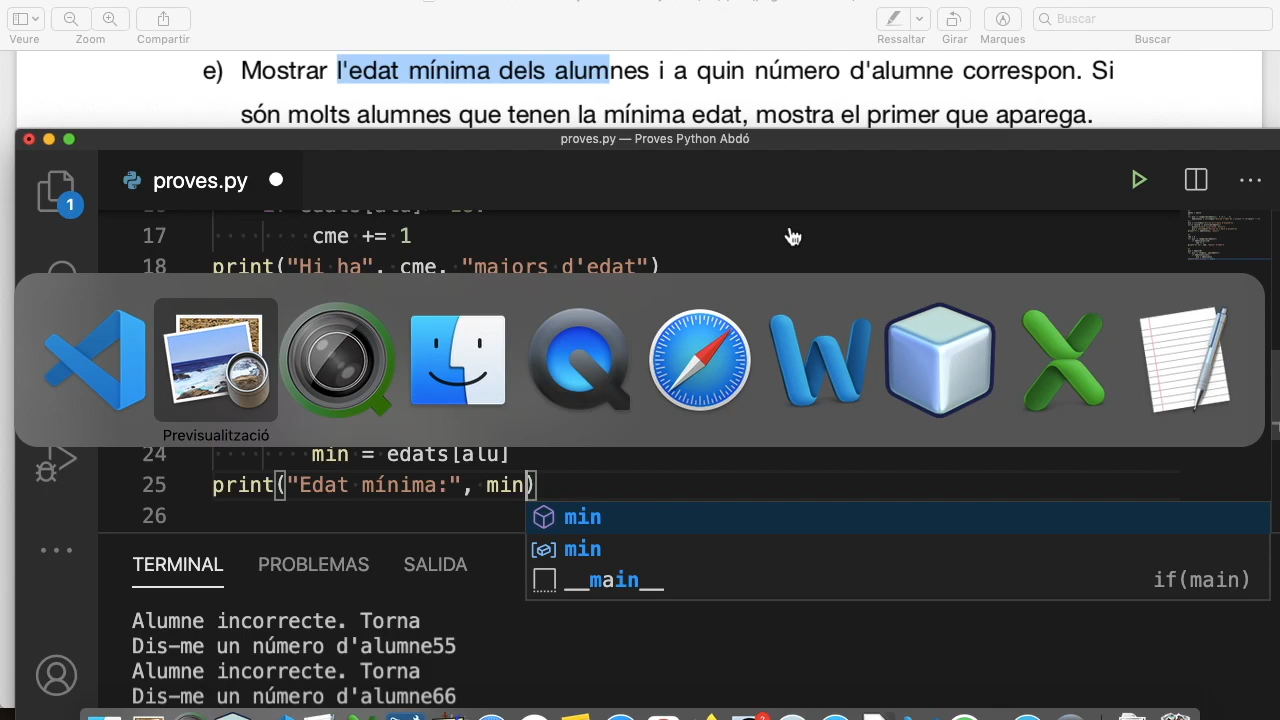 Veure
Zoom
Compartir
Ressaltar
Girar
Marques
Buscar
Buscar
e) Mostrar l'edat mínima dels alumnes i a quin número d'alumne correspon. Si
són molts alumnes que tenen la mínima edat, mostra el primer que aparega.
proves.py — Proves Python Abdó
proves.py
1
17 cme += 1
18 print("Hi ha", cme, "majors d'edat")
Previsualització
24 min = edats[alu]
25 print("Edat mínima:", min)
26
min
min
__main__ if(main)
TERMINAL PROBLEMAS SALIDA
Alumne incorrecte. Torna
Dis-me un número d'alumne55
Alumne incorrecte. Torna
Dis-me un número d'alumne66